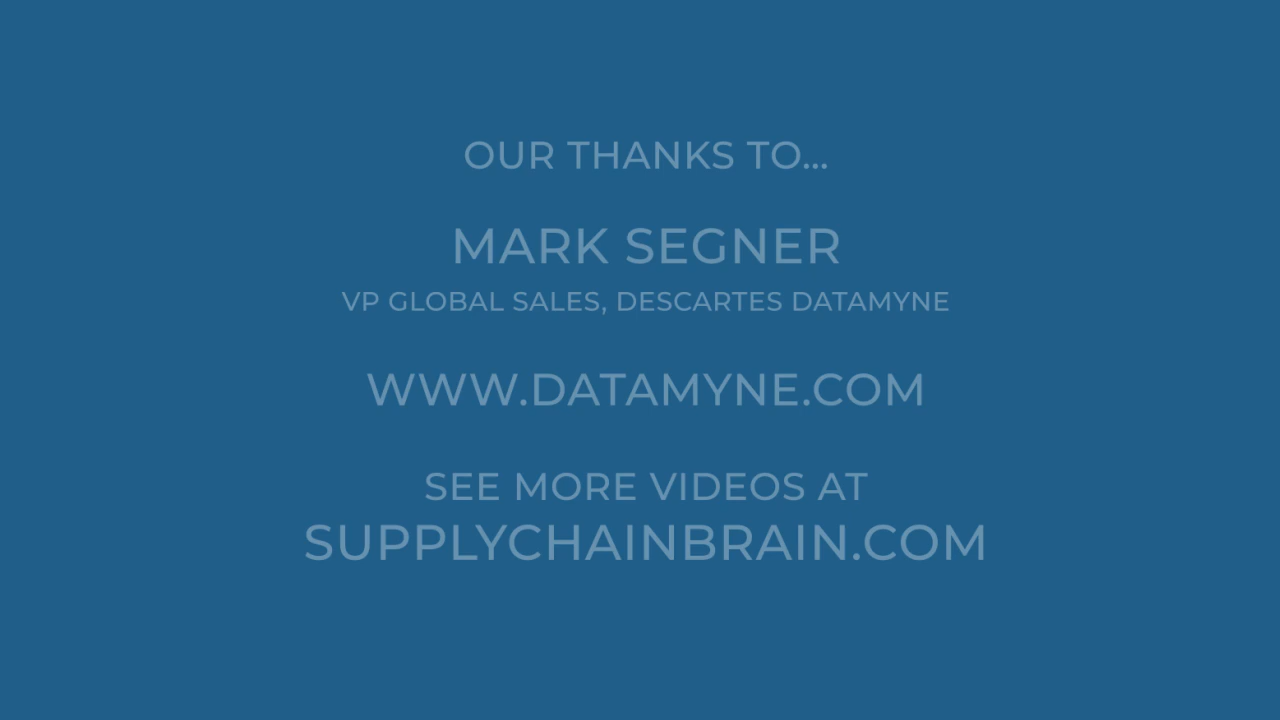 OUR THANKS TO...
MARK SEGNER
VP GLOBAL SALES, DESCARTES DATAMYNE
WWW.DATAMYNE.COM
SEE MORE VIDEOS AT
SUPPLYCHAINBRAIN.COM